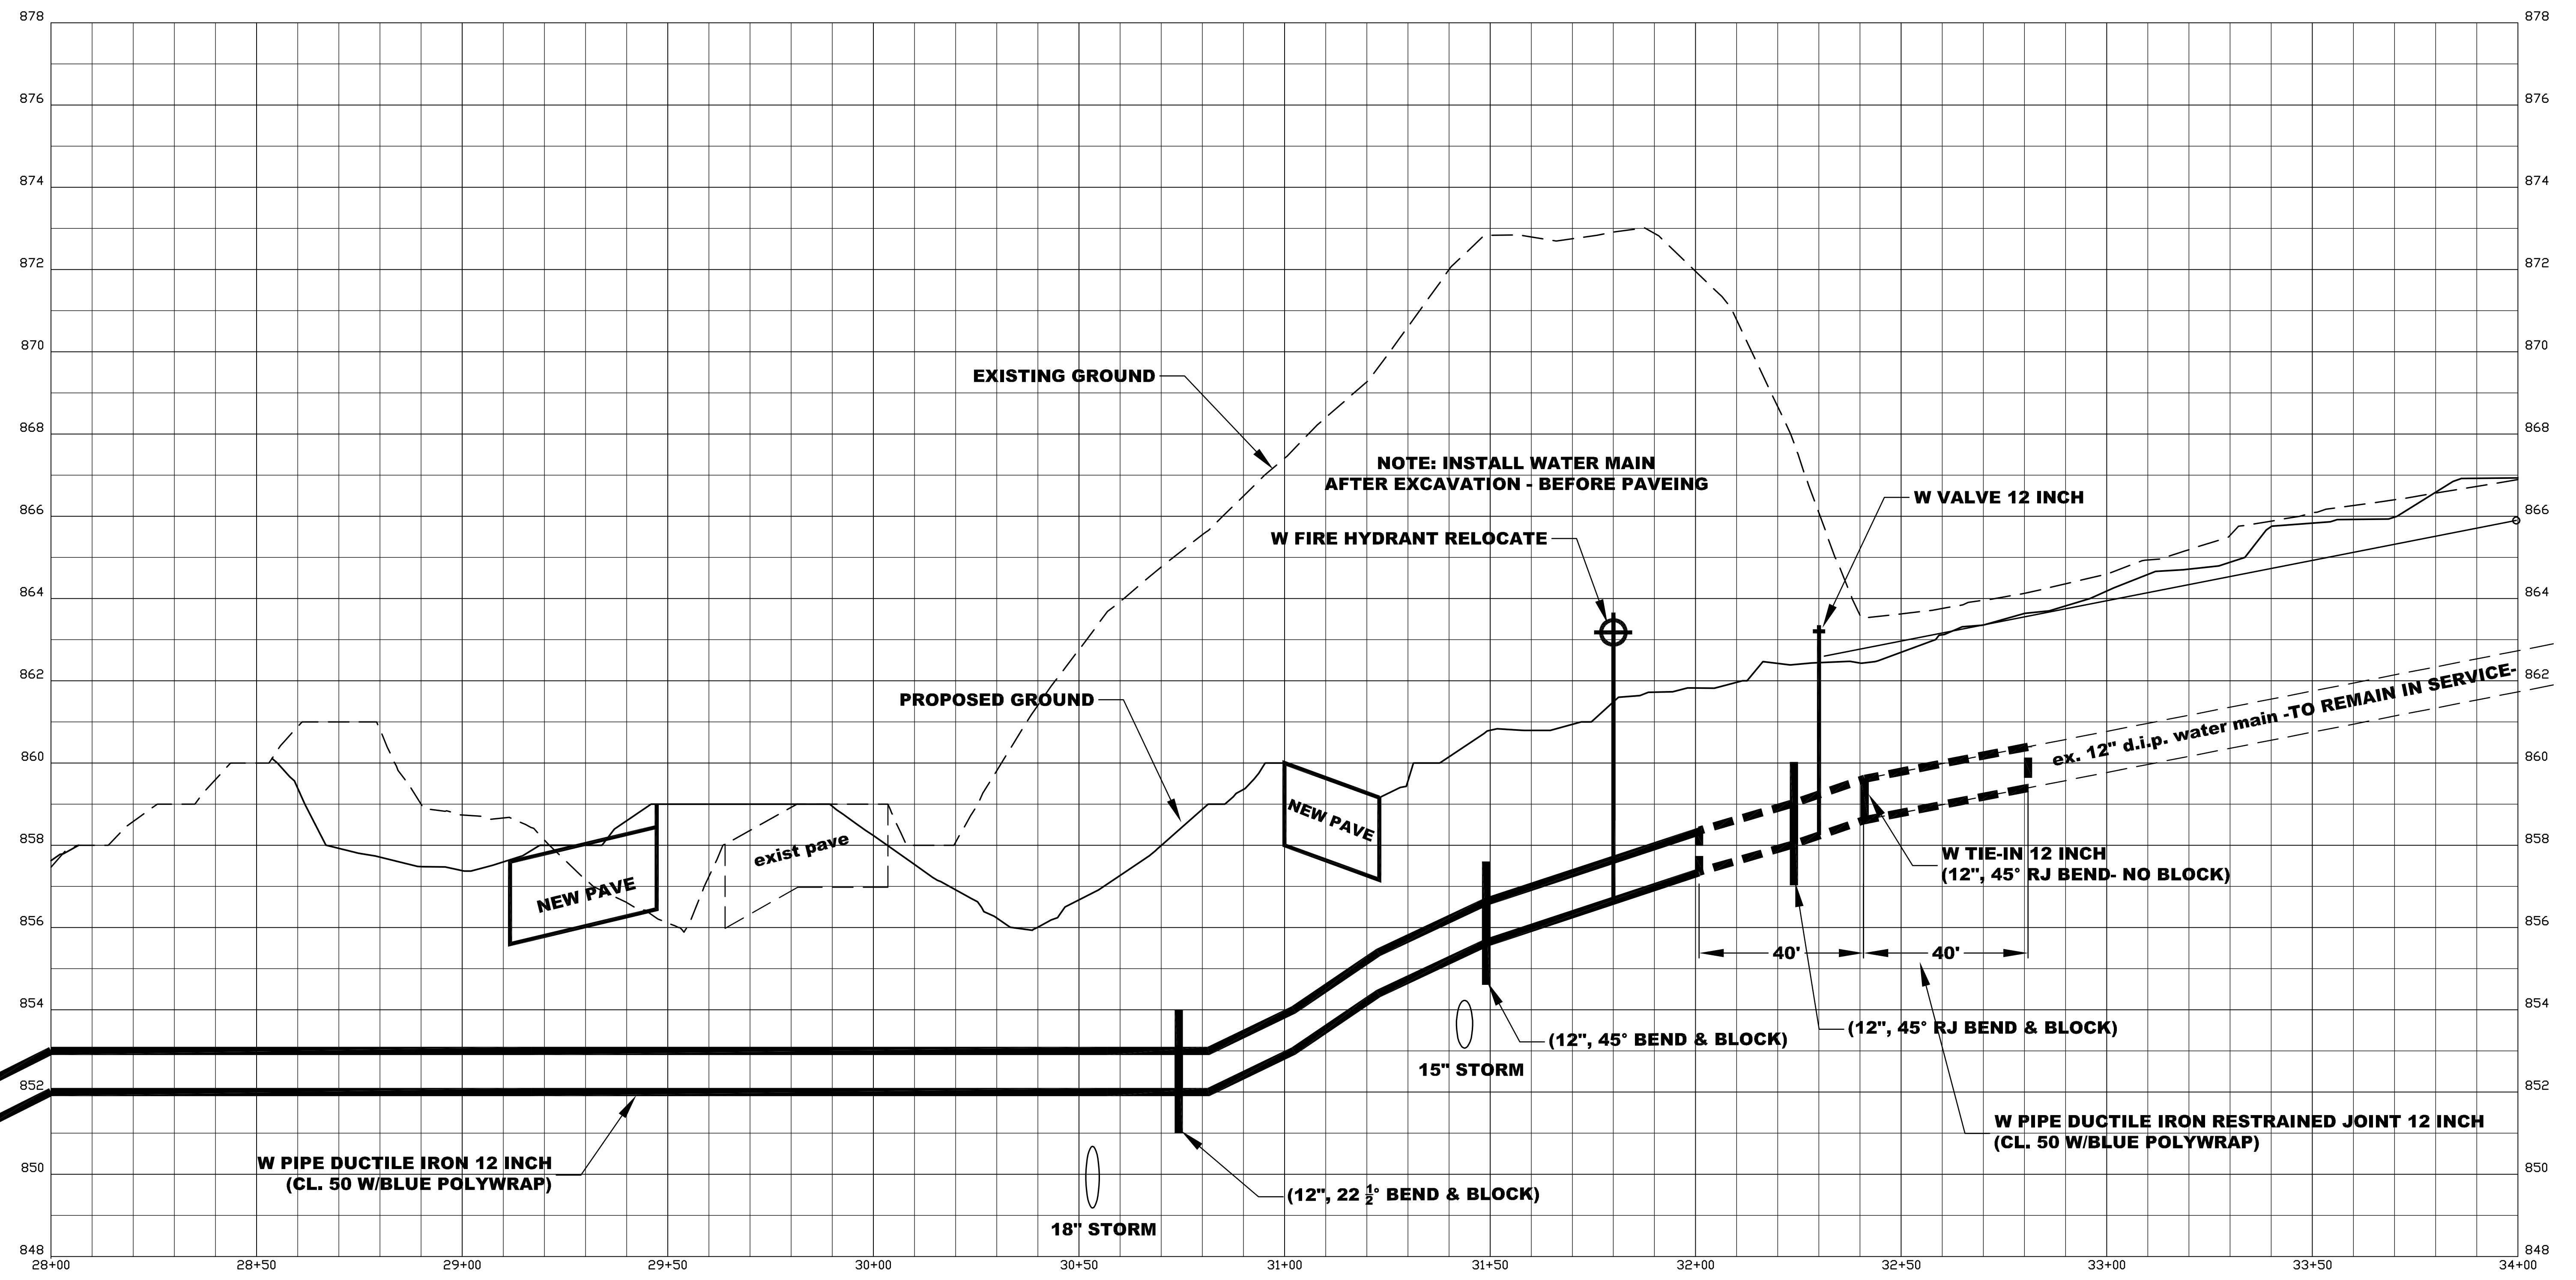 878
878
876
876
874
874
872
872
870
870
EXISTING GROUND
868
868
NOTE: INSTALL WATER MAIN
AFTER EXCAVATION - BEFORE PAVEING
W VALVE 12 INCH
866
866
W FIRE HYDRANT RELOCATE
864
864
862
862
PROPOSED GROUND
ex. 12" d.i.p. water main -TO REMAIN IN SERVICE-
860
860
NEW PAVE
858
858
exist pave
W TIE-IN 12 INCH
(12", 45° RJ BEND- NO BLOCK)
NEW PAVE
856
856
40'
40'
854
854
(12", 45° BEND & BLOCK)
(12", 45° RJ BEND & BLOCK)
15" STORM
852
852
W PIPE DUCTILE IRON RESTRAINED JOINT 12 INCH
(CL. 50 W/BLUE POLYWRAP)
W PIPE DUCTILE IRON 12 INCH
(CL. 50 W/BLUE POLYWRAP)
850
850
(12", 22 ½° BEND & BLOCK)
18" STORM
848
848
28+00
28+50
29+00
29+50
30+00
30+50
31+00
31+50
32+00
32+50
33+00
33+50
34+00